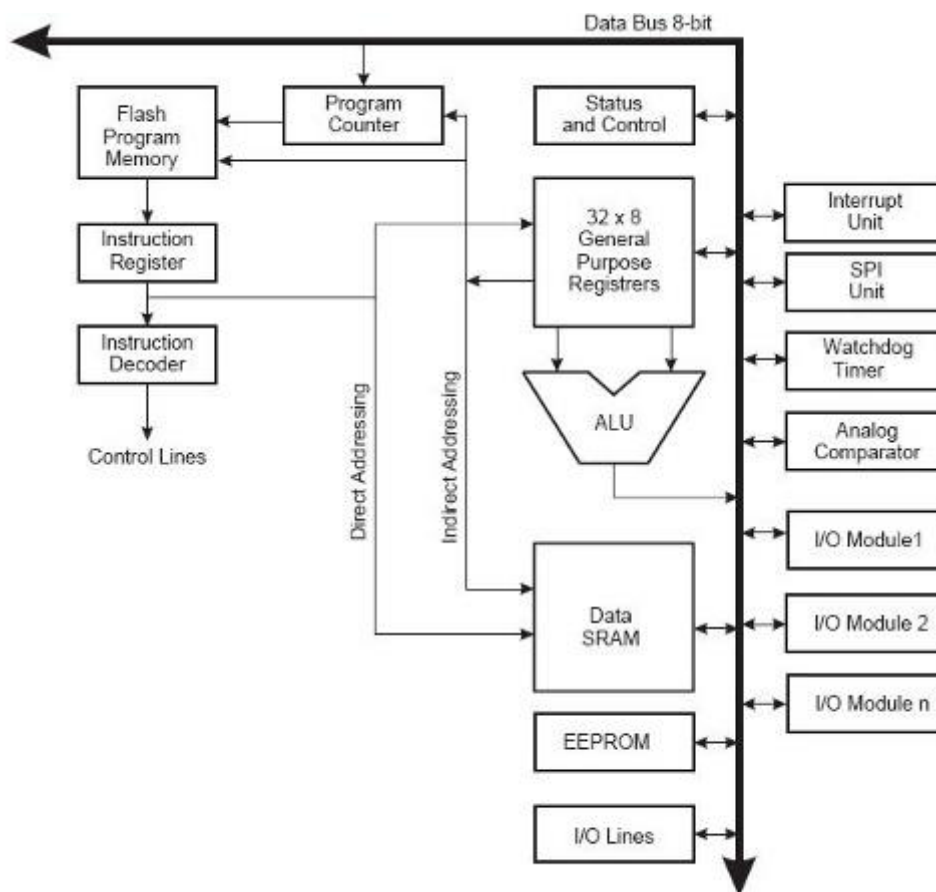 Data Bus 8-bit
Flash
Program
Memory
Program
Counter
Status
and Control
32 x 8
General
Purpose
Registrers
Interrupt
Unit
Instruction
Register
SPI
Unit
Instruction
Decoder
Watchdog
Timer
ALU
Analog
Comparator
Control Lines
Direct Addressing
Indirect Addressing
I/O Module1
Data
SRAM
I/O Module 2
I/O Module n
EEPROM
I/O Lines